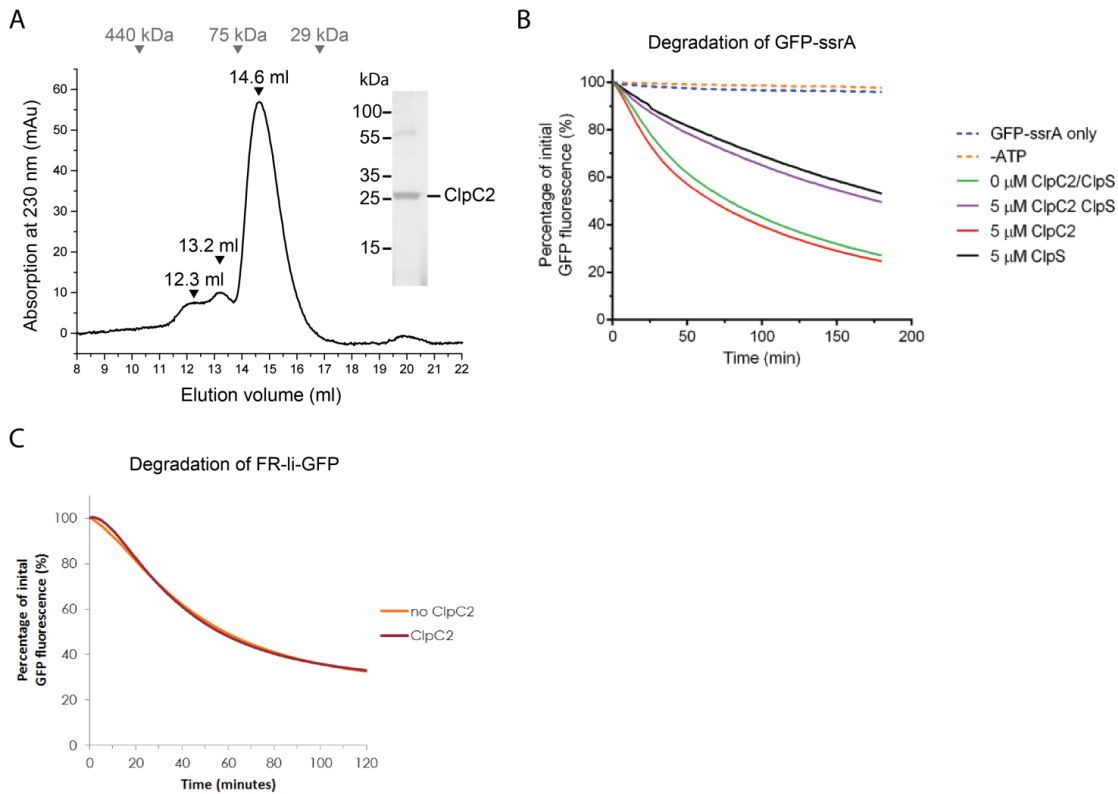 A
440 kDa
75 kDa
29 kDa
14.6 ml
13.2 ml
12.3 ml
Absorption at 230 nm (mAu)
60
50
40
30
20
10
0
8 9 10 11 12 13 14 15 16 17 18 19 20 21 22
Elution volume (ml)
kDa
100
55
35
25
15
ClpC2
B
Degradation of GFP-ssrA
Percentage of initial
GFP fluorescence (%)
100
80
60
40
20
0
0 50 100 150 200
Time (min)
GFP-ssrA only
-ATP
0 μM ClpC2/ClpS
5 μM ClpC2 ClpS
5 μM ClpC2
5 μM ClpS
C
Degradation of FR-li-GFP
Percentage of inital
GFP fluorescence (%)
100
80
60
40
20
0
0 20 40 60 80 100 120
Time (minutes)
no ClpC2
ClpC2